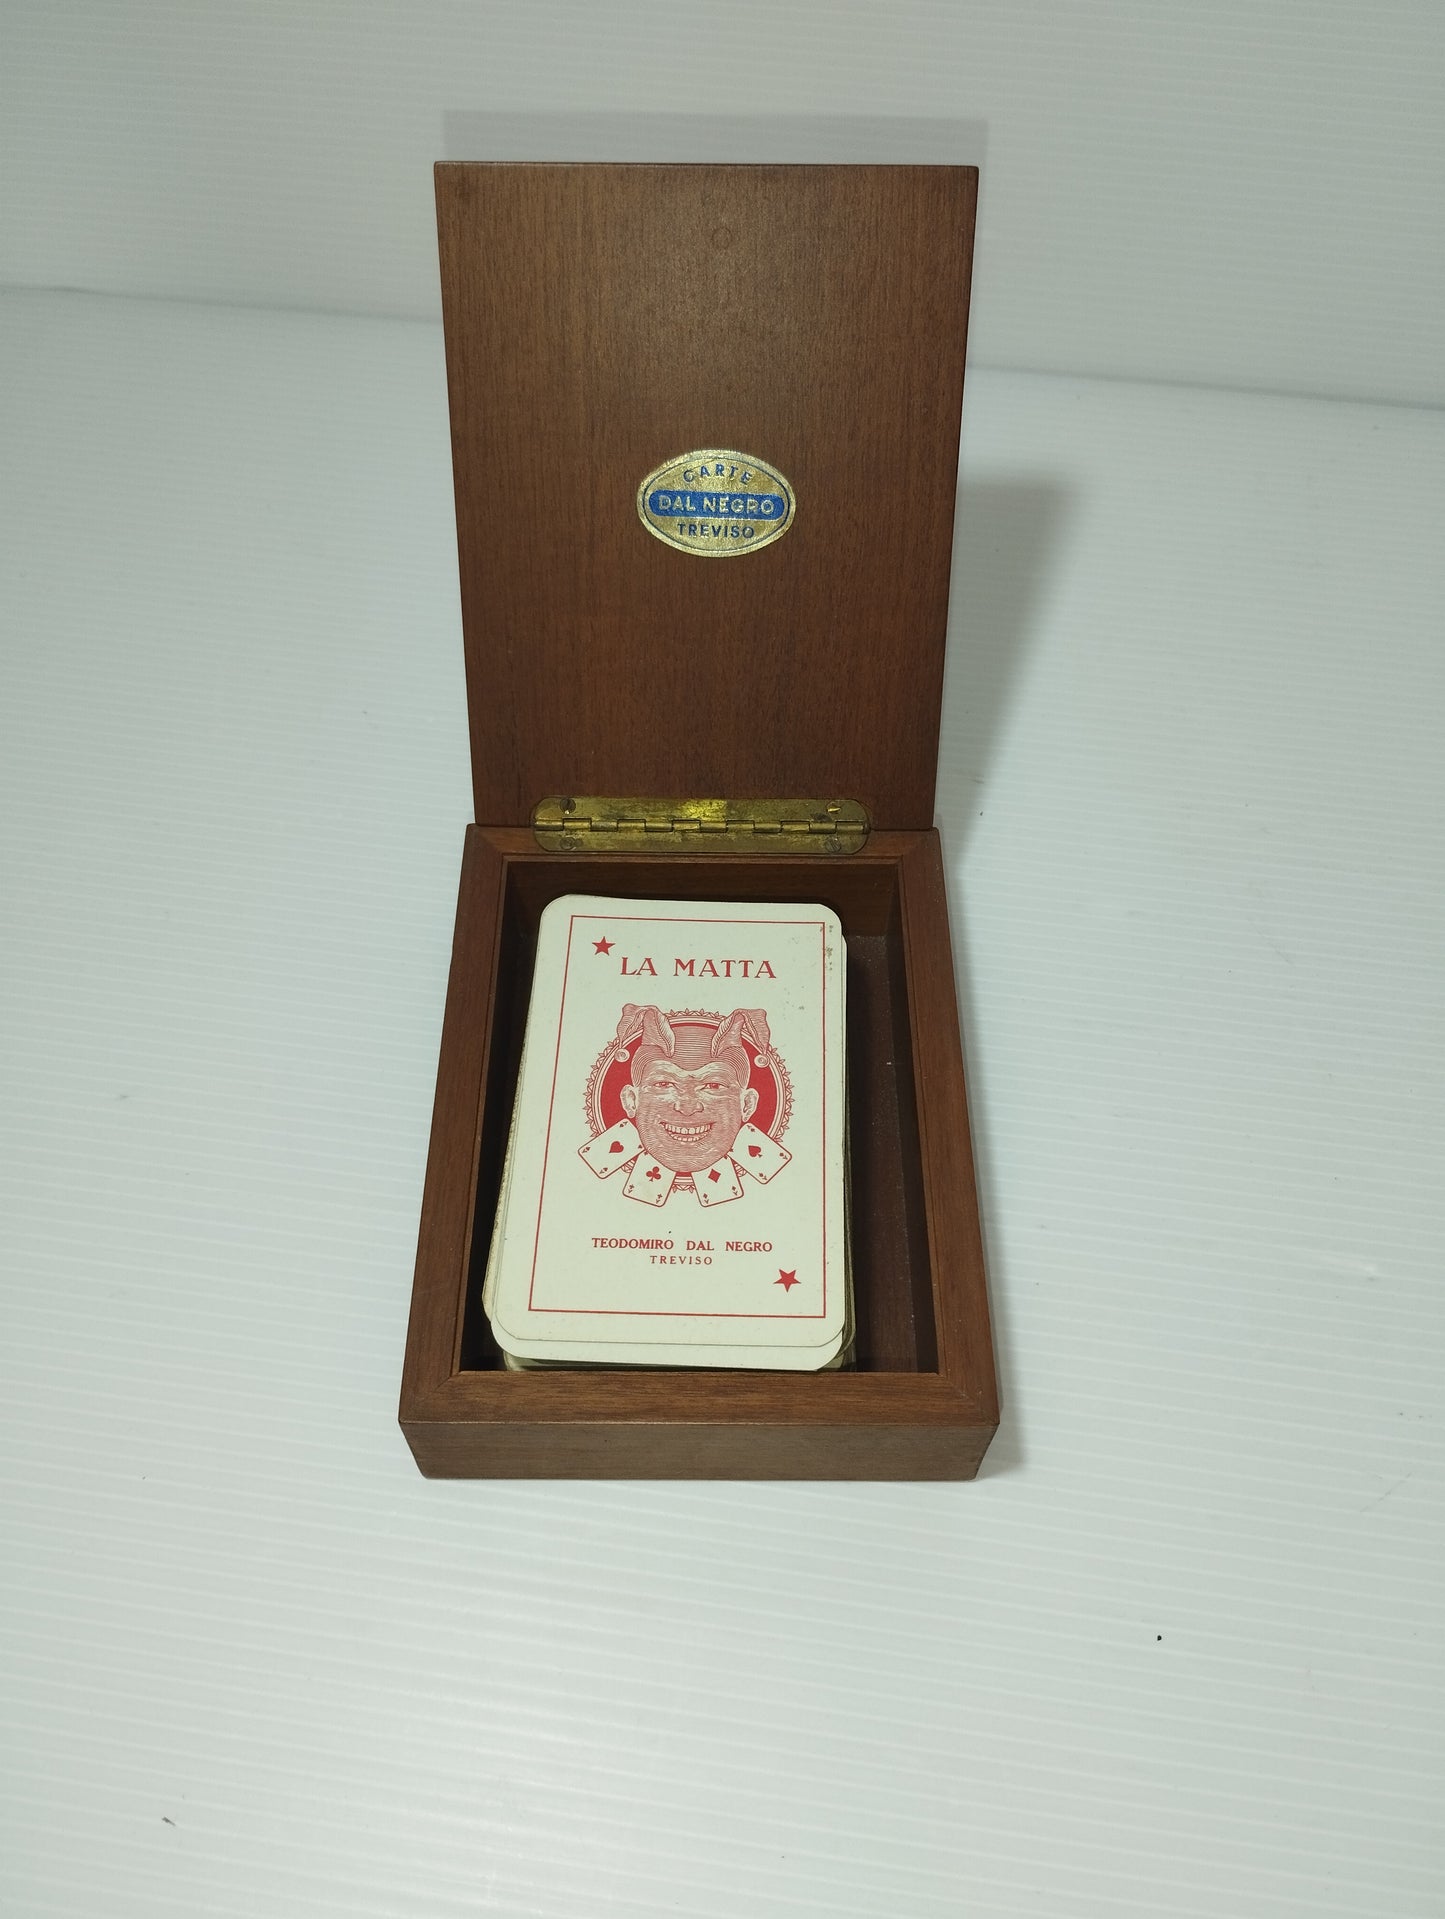 CARTE
DAL NEGRO
TREVISO
LA MATTA
TEODOMIRO DAL NEGRO
TREVISO